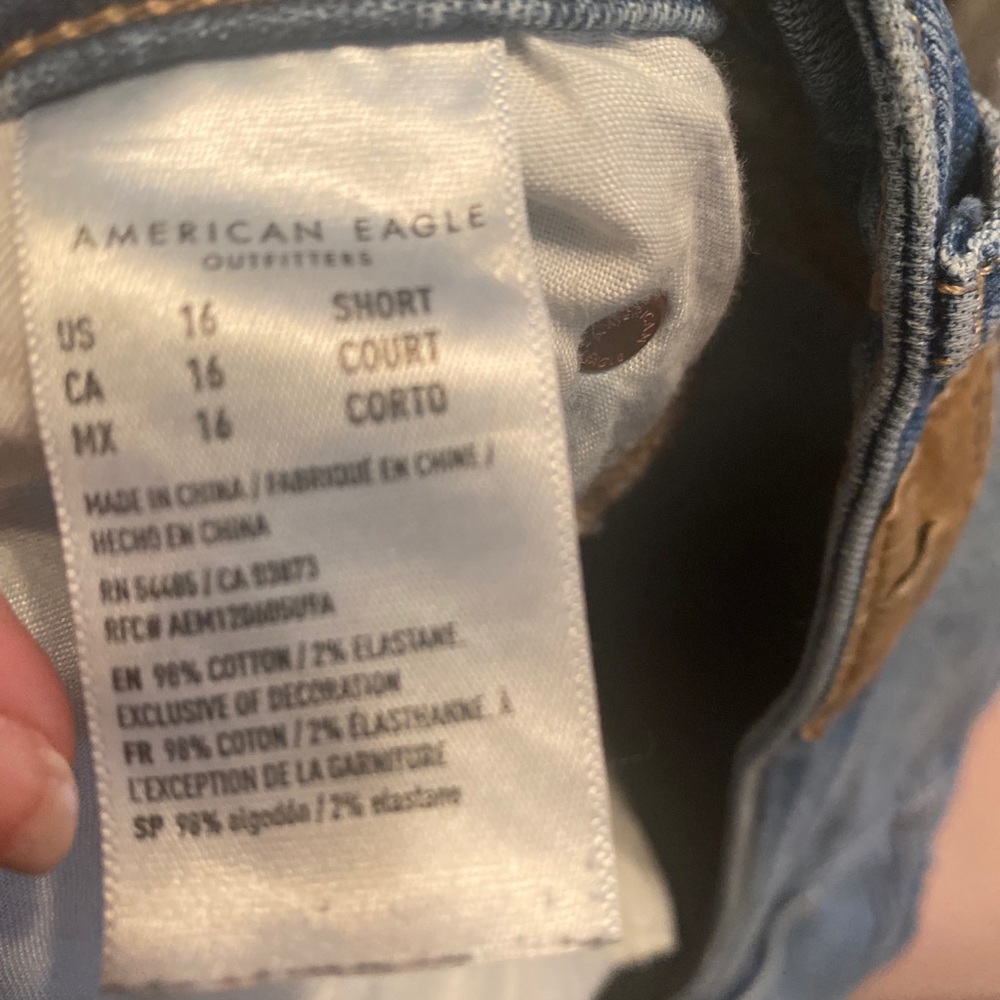 AMERICAN EAGLE
OUTFITTERS
US 16 SHORT
CA 16 COURT
MX 16 CORTO
MADE IN CHINA / FABRIQUÉ EN CHINE /
HECHO EN CHINA
RN 54485 / CA 03873
RFC# AEM120605UFA
EN 98% COTTON / 2% ELASTANE.
EXCLUSIVE OF DECORATION
FR 98% COTON / 2% ÉLASTHANNE. À
L'EXCEPTION DE LA GARNITURE
SP 98% algodón / 2% elastano